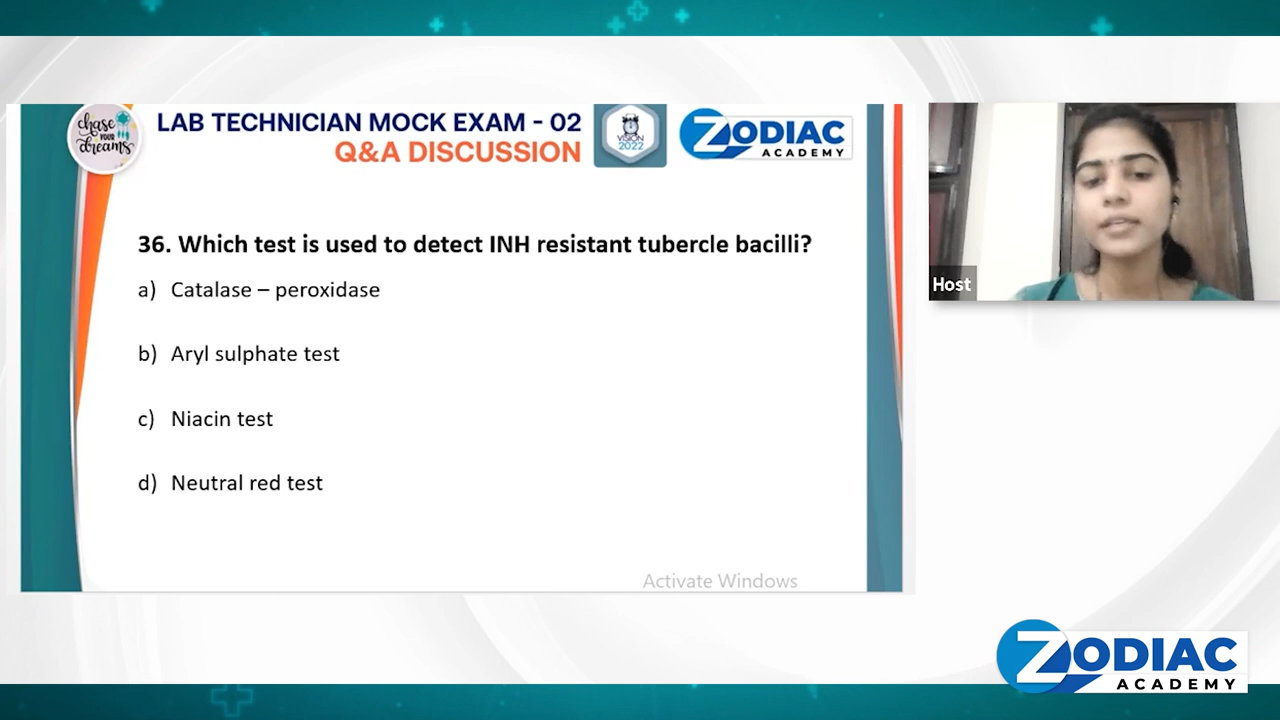 chase
YOUR
dreams
LAB TECHNICIAN MOCK EXAM - 02
Q&A DISCUSSION
VISION
2022
ZODIAC
ACADEMY
36. Which test is used to detect INH resistant tubercle bacilli?
a) Catalase – peroxidase
b) Aryl sulphate test
c) Niacin test
d) Neutral red test
Activate Windows
Host
ZODIAC
ACADEMY